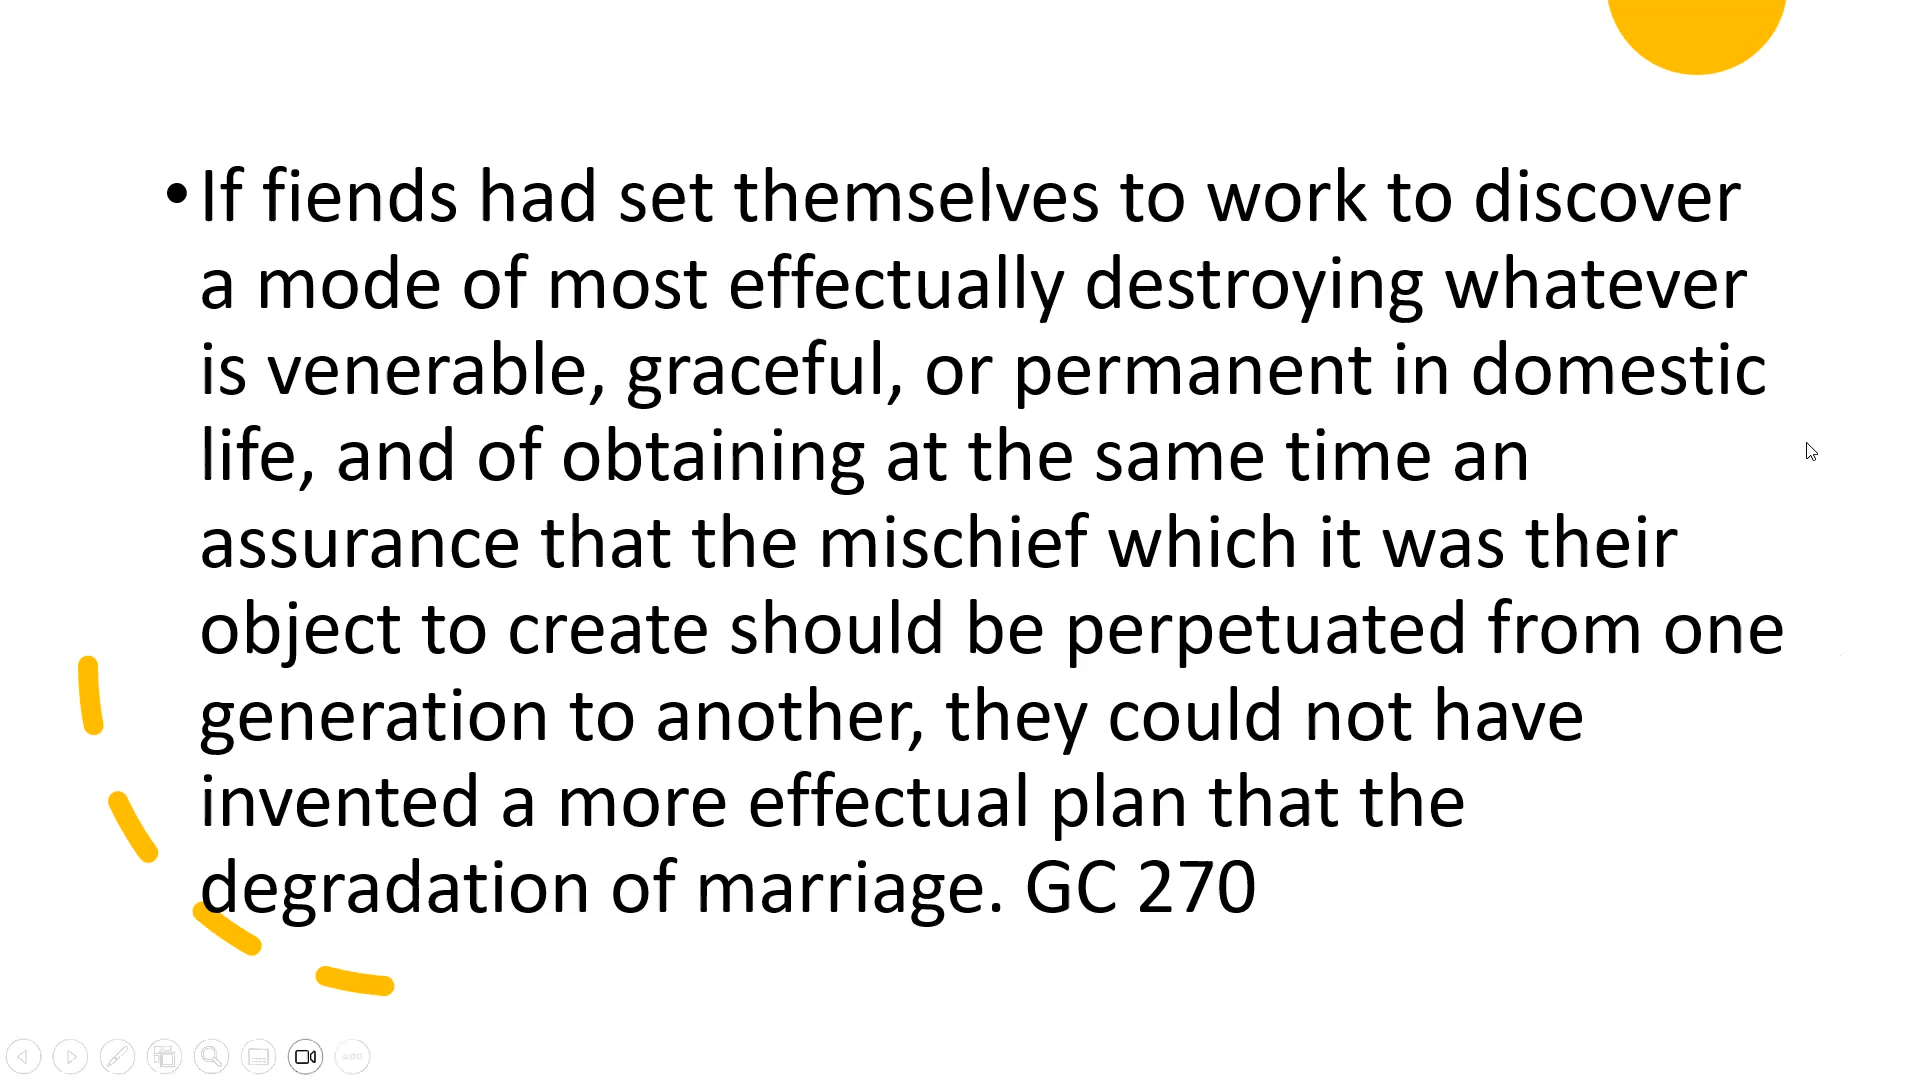 •If fiends had set themselves to work to discover
a mode of most effectually destroying whatever
is venerable, graceful, or permanent in domestic
life, and of obtaining at the same time an
assurance that the mischief which it was their
object to create should be perpetuated from one
generation to another, they could not have
invented a more effectual plan that the
degradation of marriage. GC 270